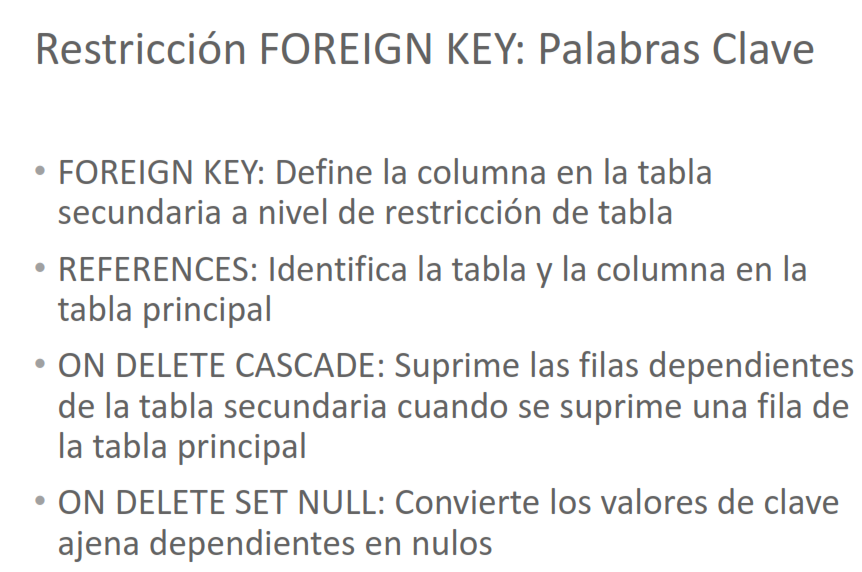 Restricción FOREIGN KEY: Palabras Clave
• FOREIGN KEY: Define la columna en la tabla
secundaria a nivel de restricción de tabla
• REFERENCES: Identifica la tabla y la columna en la
tabla principal
• ON DELETE CASCADE: Suprime las filas dependientes
de la tabla secundaria cuando se suprime una fila de
la tabla principal
• ON DELETE SET NULL: Convierte los valores de clave
ajena dependientes en nulos